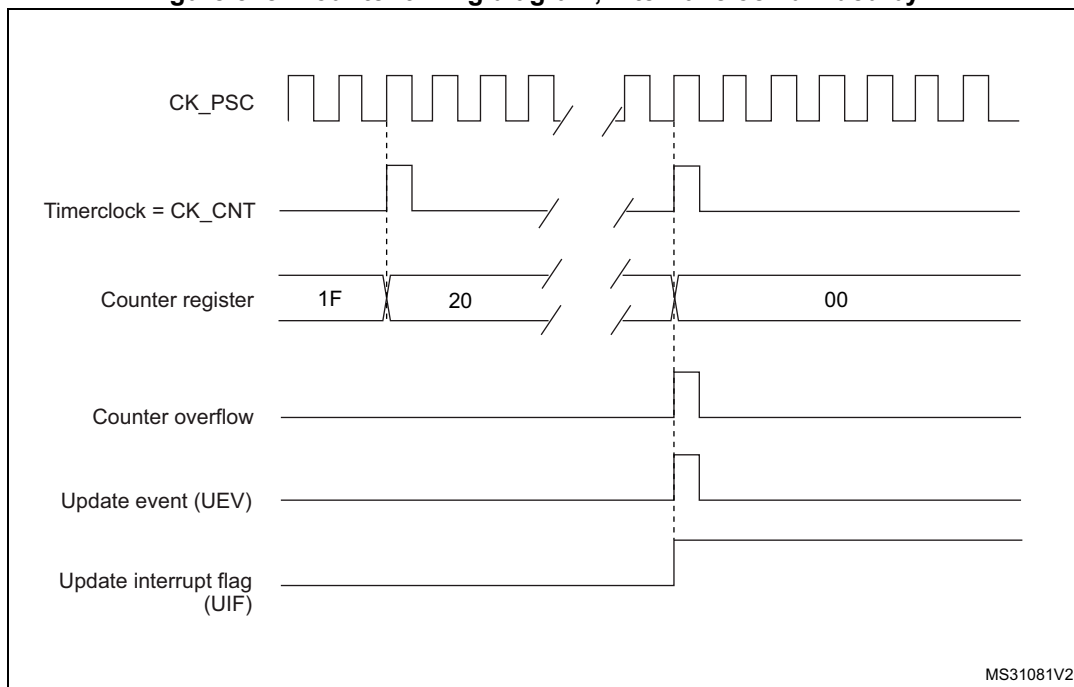 CK_PSC
Timerclock = CK_CNT
Counter register
1F
20
00
Counter overflow
Update event (UEV)
Update interrupt flag
(UIF)
MS31081V2